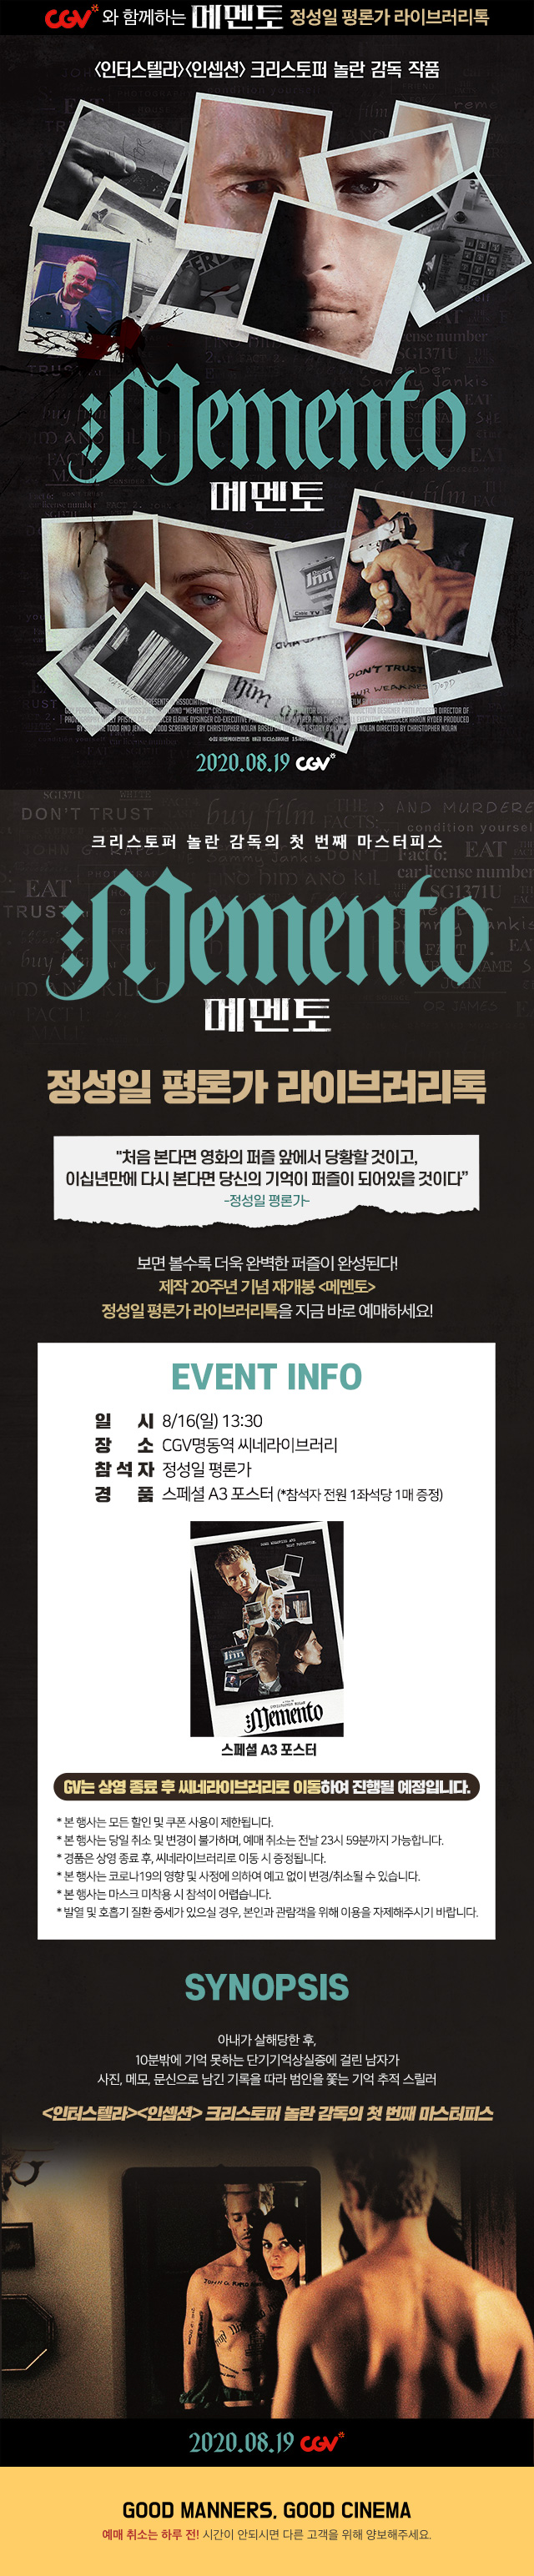 CGV와 함께하는 메멘토 정성일 평론가 라이브러리톡
<인터스텔라><인셉션> 크리스토퍼 놀란 감독 작품
license number
SG1371U
Sammy Jankis
:Memento
메멘토
buy film
DON'T TRUST
2020.08.19 CGV
DON'T TRUST
buy film
FACTS:
condition yoursel
크리스토퍼 놀란 감독의 첫 번째 마스터피스
Fact 6:
EAT
car license number
SG1371U
:Memento
메멘토
정성일 평론가 라이브러리톡
"처음 본다면 영화의 퍼즐 앞에서 당황할 것이고,
이십년만에 다시 본다면 당신의 기억이 퍼즐이 되어있을 것이다"
-정성일 평론가-
보면 볼수록 더욱 완벽한 퍼즐이 완성된다!
제작 20주년 기념 재개봉 <메멘토>
정성일 평론가 라이브러리톡을 지금 바로 예매하세요!
EVENT INFO
일 시 8/16(일) 13:30
장 소 CGV명동역 씨네라이브러리
참 석 자 정성일 평론가
경 품 스페셜 A3 포스터 (*참석자 전원 1좌석당 1매 증정)
:Memento
스페셜 A3 포스터
GV는 상영 종료 후 씨네라이브러리로 이동하여 진행될 예정입니다.
* 본 행사는 모든 할인 및 쿠폰 사용이 제한됩니다.
* 본 행사는 당일 취소 및 변경이 불가하며, 예매 취소는 전날 23시 59분까지 가능합니다.
* 경품은 상영 종료 후, 씨네라이브러리로 이동 시 증정됩니다.
* 본 행사는 코로나19의 영향 및 사정에 의하여 예고 없이 변경/취소될 수 있습니다.
* 본 행사는 마스크 미착용 시 참석이 어렵습니다.
* 발열 및 호흡기 질환 증세가 있으실 경우, 본인과 관람객을 위해 이용을 자제해주시기 바랍니다.
SYNOPSIS
아내가 살해당한 후,
10분밖에 기억 못하는 단기기억상실증에 걸린 남자가
사진, 메모, 문신으로 남긴 기록을 따라 범인을 쫓는 기억 추적 스릴러
<인터스텔라><인셉션> 크리스토퍼 놀란 감독의 첫 번째 마스터피스
2020.08.19 CGV
GOOD MANNERS, GOOD CINEMA
예매 취소는 하루 전! 시간이 안되시면 다른 고객을 위해 양보해주세요.